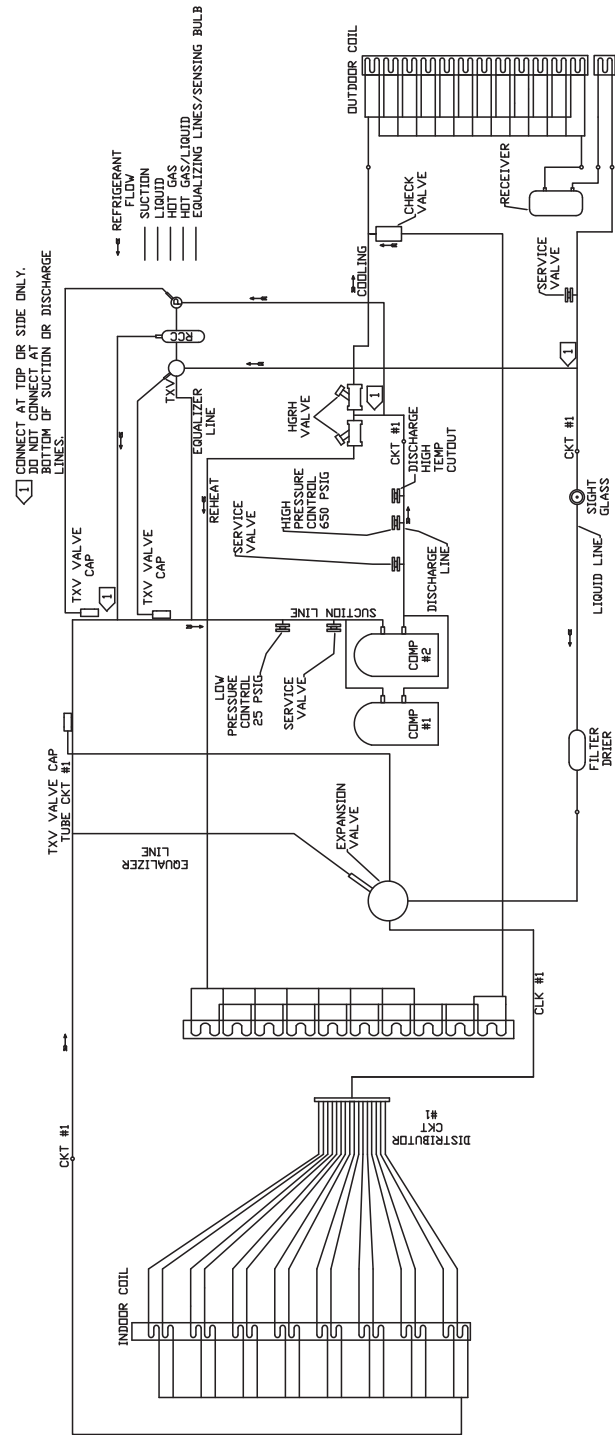 1
CONNECT AT TOP OR SIDE ONLY.
DO NOT CONNECT AT
BOTTOM OF SUCTION OR DISCHARGE
LINES.
REFRIGERANT
FLOW
SUCTION
LIQUID
HOT GAS
HOT GAS/LIQUID
EQUALIZING LINES/SENSING BULB
OUTDOOR COIL
RECEIVER
CHECK
VALVE
SERVICE
VALVE
COOLING
1
CKT #1
SIGHT
GLASS
LIQUID LINE
FILTER
DRIER
RCC
TXV
EQUALIZER
LINE
HGRH
VALVE
1
REHEAT
TXV VALVE
CAP
1
TXV VALVE
CAP
CKT #1
DISCHARGE
HIGH
TEMP
CUTOUT
HIGH
PRESSURE
CONTROL
650 PSIG
SERVICE
VALVE
DISCHARGE
LINE
SUCTION LINE
LOW
PRESSURE
CONTROL
25 PSIG
SERVICE
VALVE
COMP
#2
COMP
#1
TXV VALVE CAP
TUBE CKT #1
EQUALIZER
LINE
EXPANSION
VALVE
CLK #1
CKT #1
DISTRIBUTOR
CKT
#1
INDOOR COIL